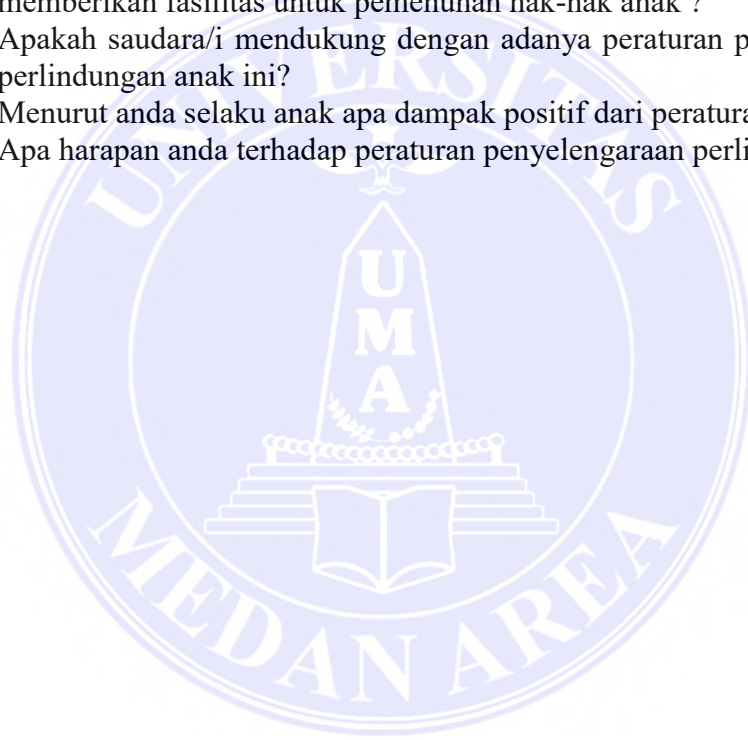 memberikan fasilitas untuk pemenuhan hak-hak anak ?
Apakah saudara/i mendukung dengan adanya peraturan p
perlindungan anak ini?
Menurut anda selaku anak apa dampak positif dari peratura
Apa harapan anda terhadap peraturan penyelengaraan perli
UNIVERSITAS
U
M
A
MEDAN AREA